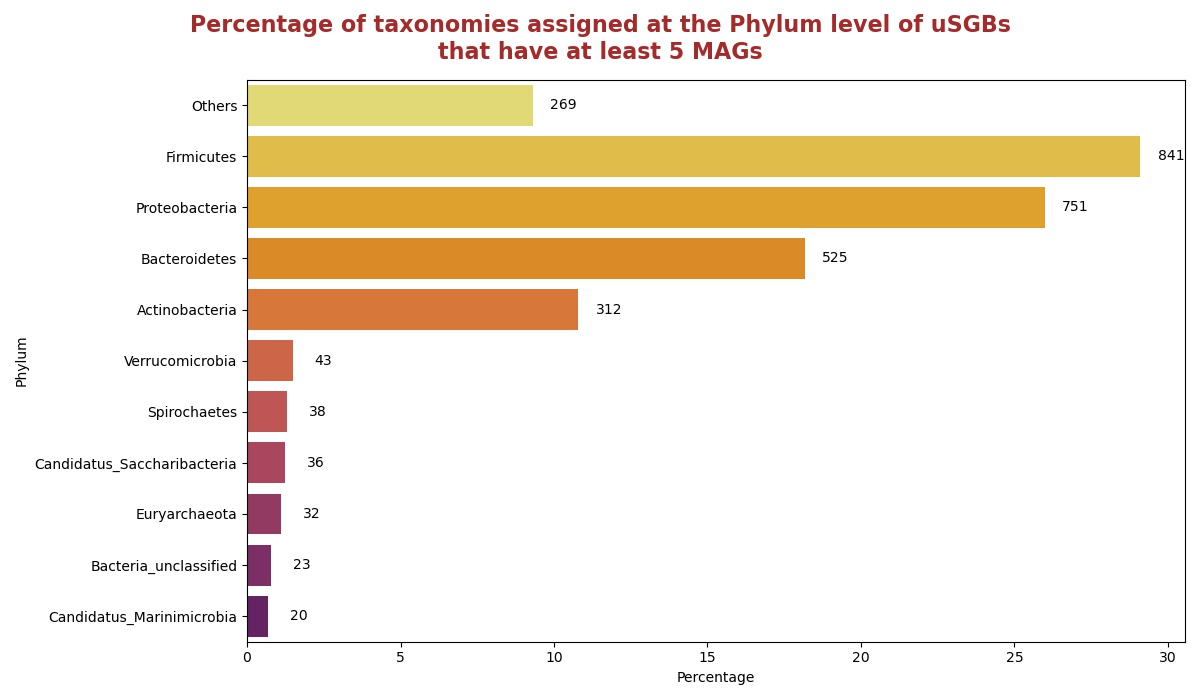 Percentage of taxonomies assigned at the Phylum level of uSGBs
that have at least 5 MAGs
Others 269
Firmicutes 841
Proteobacteria 751
Bacteroidetes 525
Actinobacteria 312
Verrucomicrobia 43
Spirochaetes 38
Candidatus_Saccharibacteria 36
Euryarchaeota 32
Bacteria_unclassified 23
Candidatus_Marinimicrobia 20
Phylum
0 5 10 15 20 25 30
Percentage